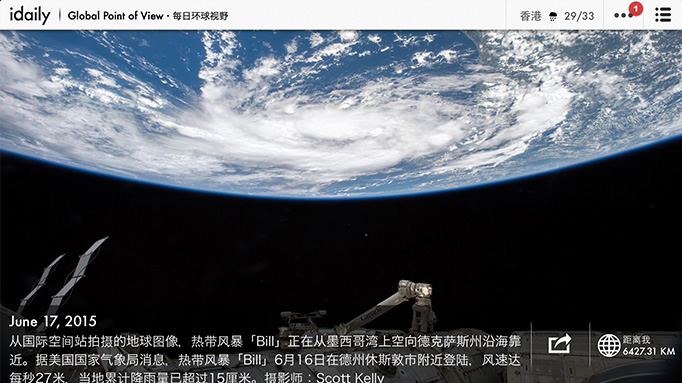 idaily | Global Point of View · 每日环球视野
香港 29/33 1
June 17, 2015
从国际空间站拍摄的地球图像，热带风暴「Bill」正在从墨西哥湾上空向德克萨斯州沿海靠
近。据美国国家气象局消息，热带风暴「Bill」6月16日在德州休斯敦市附近登陆，风速达
每秒27米，当地累计降雨量已超过15厘米。摄影师：Scott Kelly
距离我
6427.31 KM